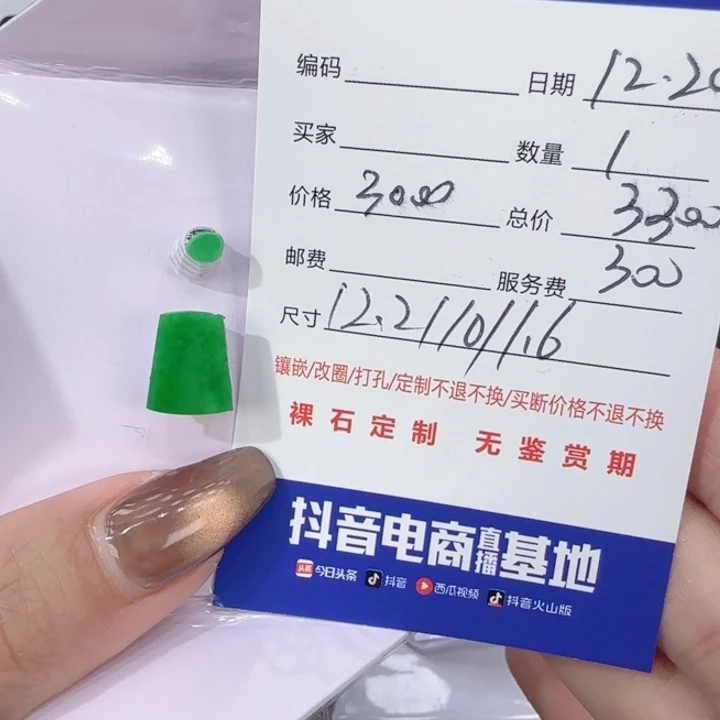 编码 日期 12.20
买家 数量 1
价格 3000 总价 3300
邮费 服务费 300
尺寸 12.2/10/1.6
镶嵌/改圈/打孔/定制不退不换/买断价格不退不换
裸石定制 无鉴赏期
抖音电商直播基地
头条 今日头条 抖音 西瓜视频 抖音火山版